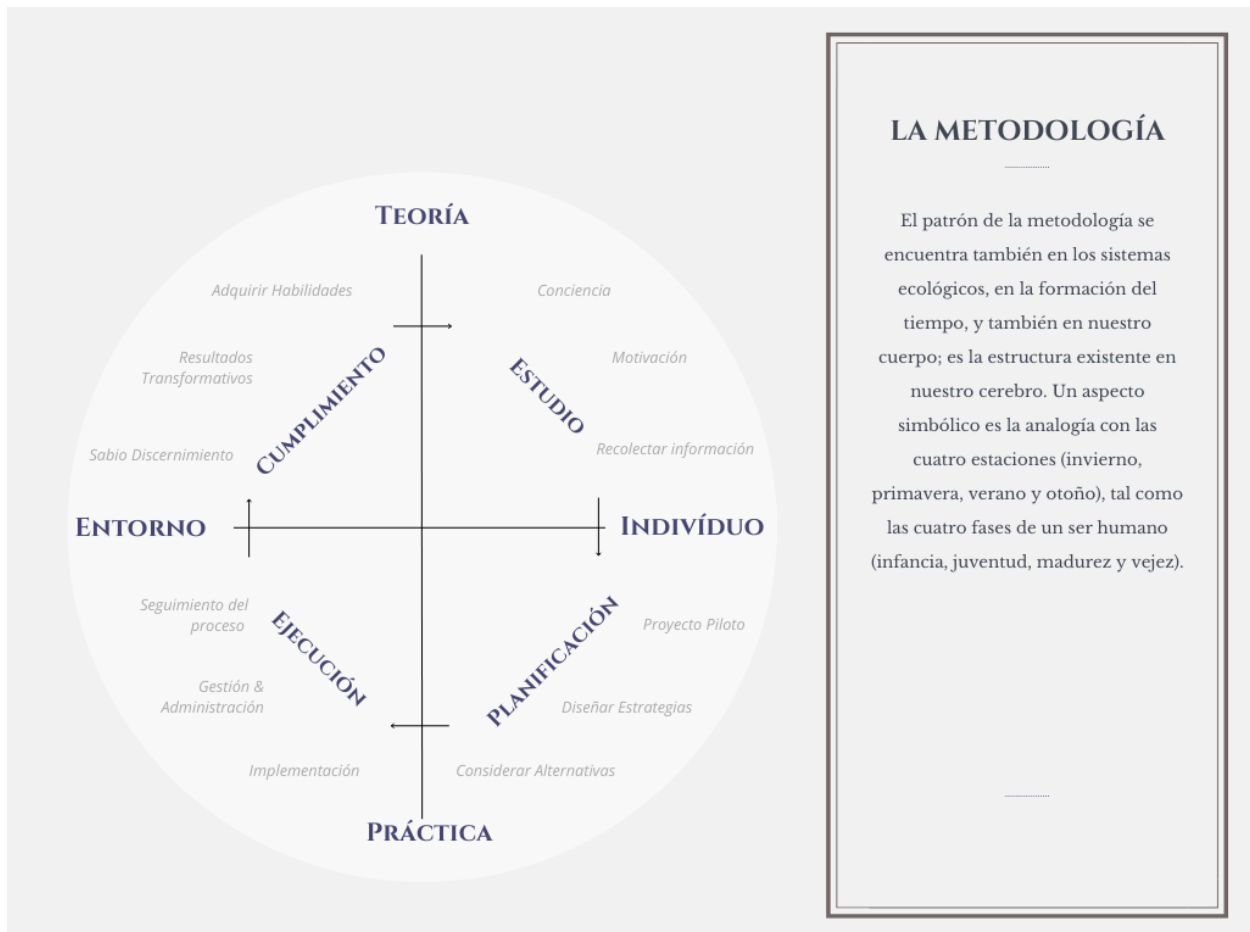 Teoría
Adquirir Habilidades
Conciencia
Resultados
Transformativos
Motivación
Cumplimiento
Estudio
Sabio Discernimiento
Recolectar información
Entorno
Indivíduo
Seguimiento del
proceso
Ejecución
Planificación
Proyecto Piloto
Gestión &
Administración
Diseñar Estrategias
Implementación
Considerar Alternativas
Práctica
LA METODOLOGÍA
El patrón de la metodología se
encuentra también en los sistemas
ecológicos, en la formación del
tiempo, y también en nuestro
cuerpo; es la estructura existente en
nuestro cerebro. Un aspecto
simbólico es la analogía con las
cuatro estaciones (invierno,
primavera, verano y otoño), tal como
las cuatro fases de un ser humano
(infancia, juventud, madurez y vejez).